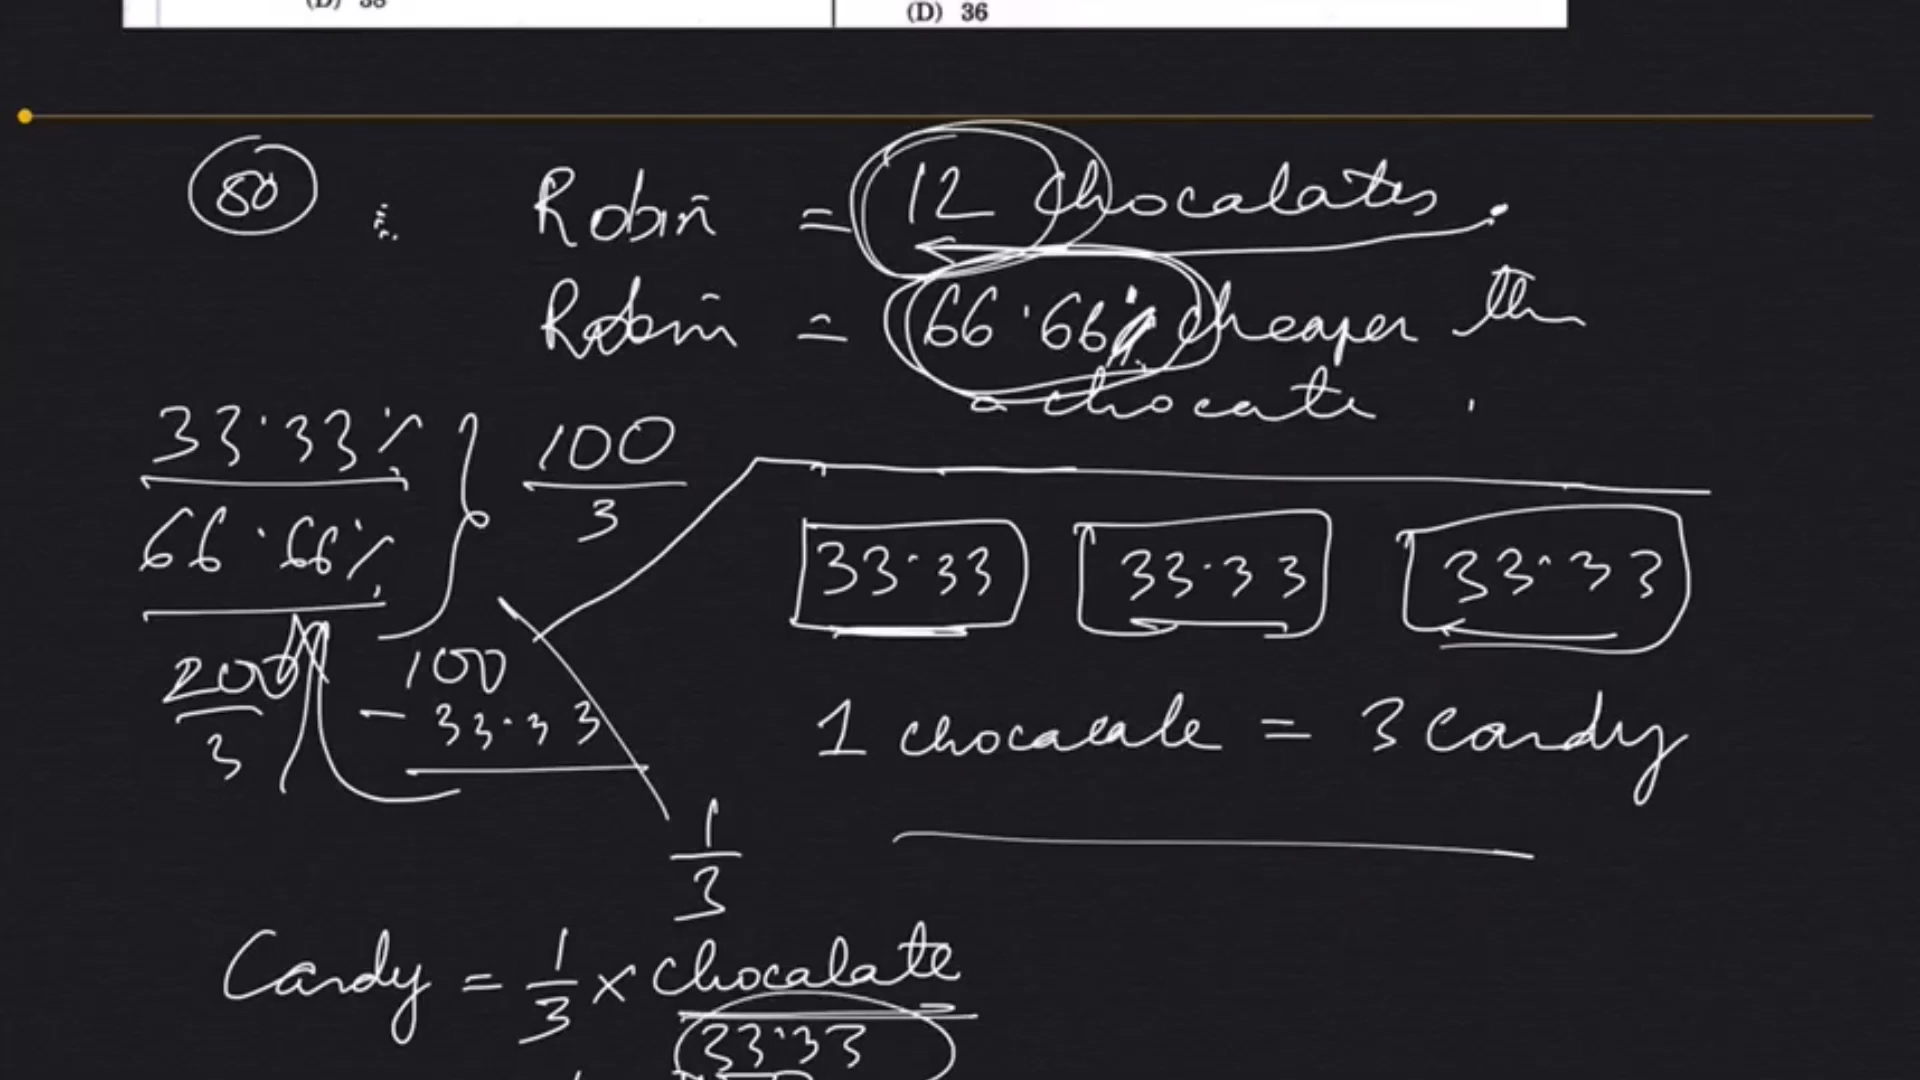 (D) 38
(D) 36
80 : Robin = 12 chocalates.
Robin = 66.66% cheaper than
a chocate .
33.33%
66.66%
100
3
33.33 33.33 33.33
200
3
100
- 33.33
1 chocalate = 3 candy
1
3
Candy = 1/3 × chocalate
33.33